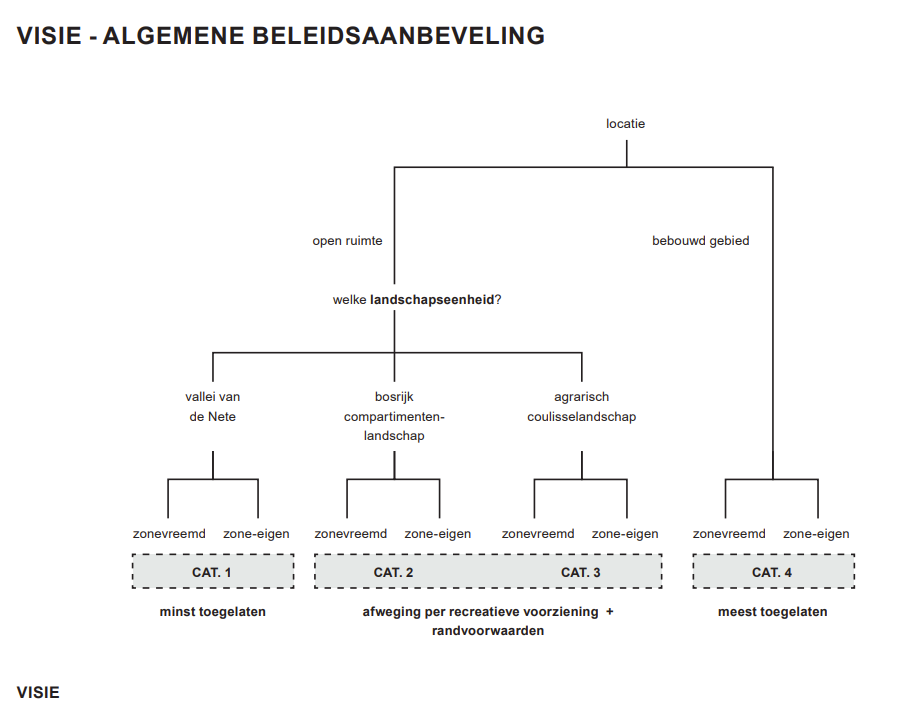 VISIE - ALGEMENE BELEIDSAANBEVELING
locatie
open ruimte
bebouwd gebied
welke landschapseenheid?
vallei van
de Nete
bosrijk
compartimenten-
landschap
agrarisch
coulisselandschap
zonevreemd zone-eigen zonevreemd zone-eigen zonevreemd zone-eigen zonevreemd zone-eigen
CAT. 1 CAT. 2 CAT. 3 CAT. 4
minst toegelaten
afweging per recreatieve voorziening +
randvoorwaarden
meest toegelaten
VISIE